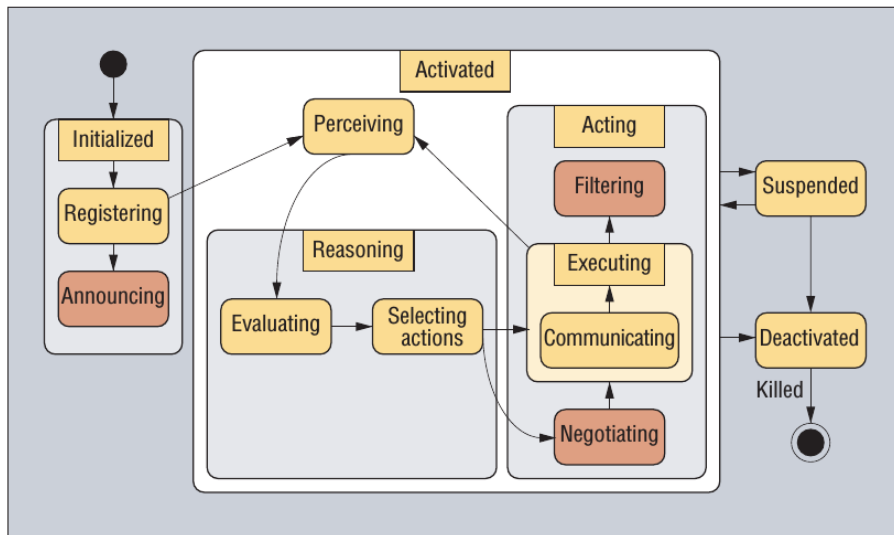 Activated
Initialized
Perceiving
Acting
Registering
Filtering
Suspended
Announcing
Reasoning
Executing
Evaluating
Selecting
actions
Communicating
Deactivated
Killed
Negotiating